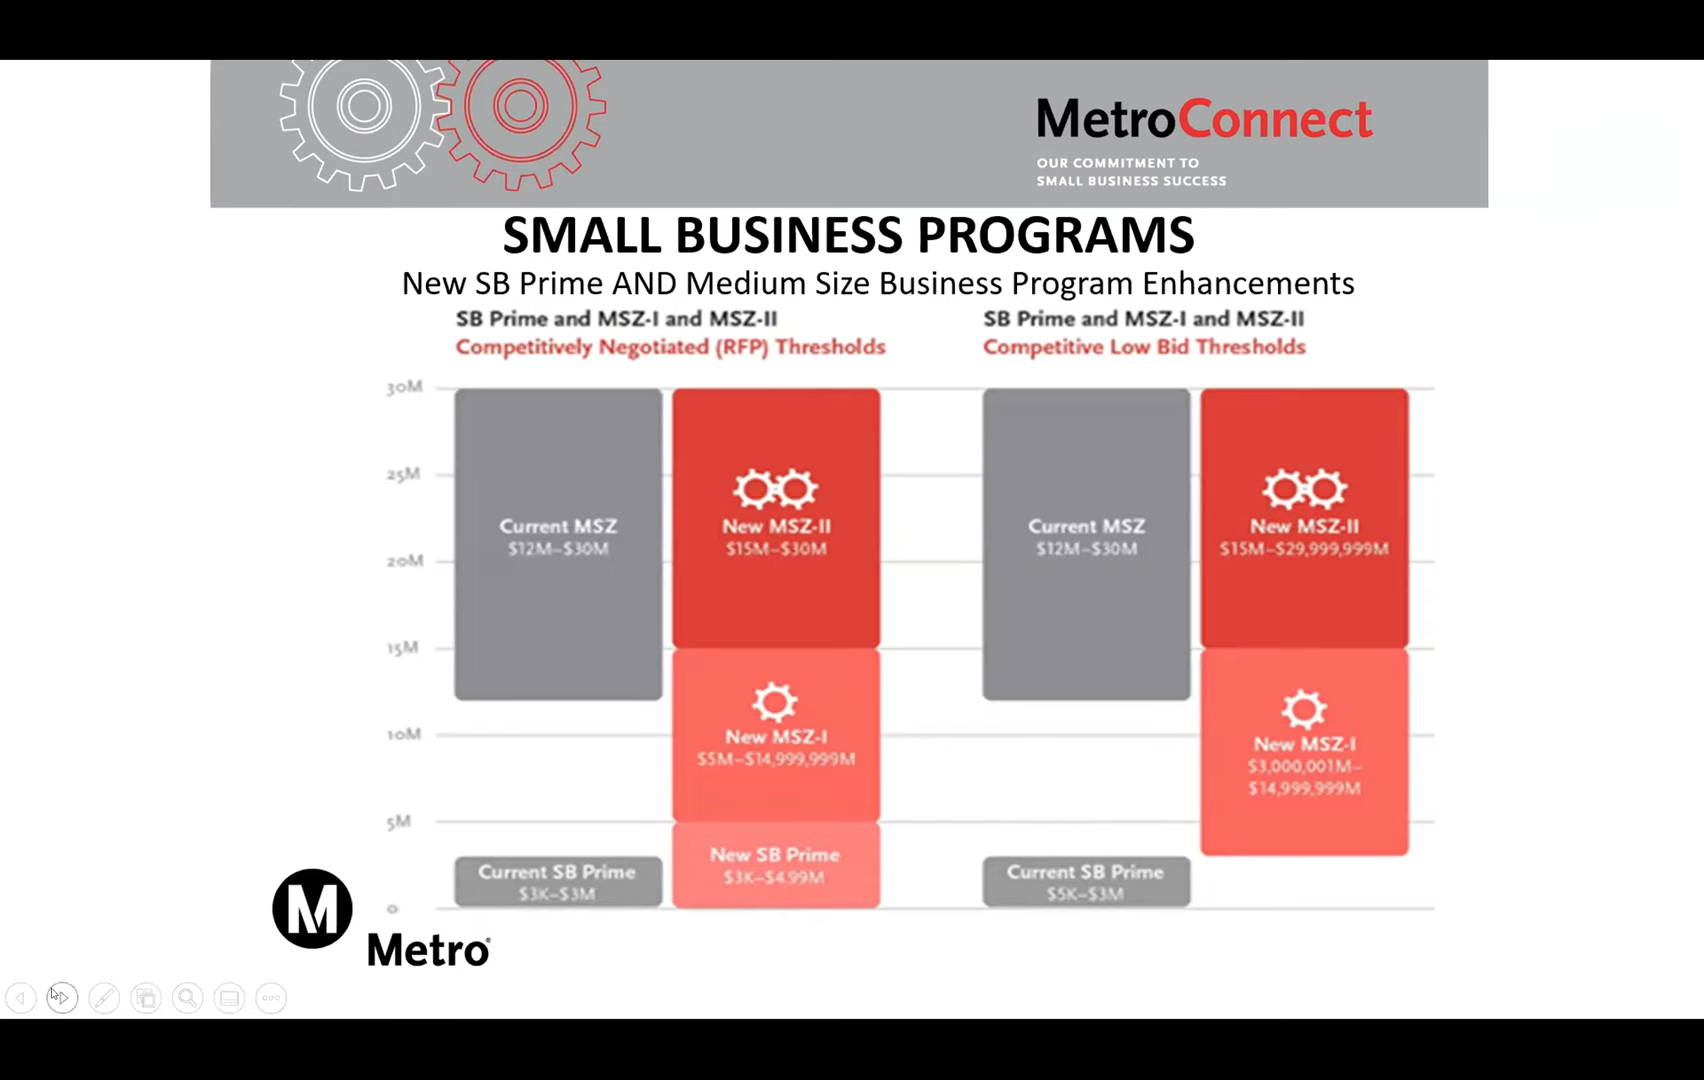 MetroConnect
OUR COMMITMENT TO
SMALL BUSINESS SUCCESS
SMALL BUSINESS PROGRAMS
New SB Prime AND Medium Size Business Program Enhancements
SB Prime and MSZ-I and MSZ-II
Competitively Negotiated (RFP) Thresholds
30M
25M
20M
15M
10M
5M
0
Current MSZ
$12M–$30M
Current SB Prime
$3K–$3M
New MSZ-II
$15M–$30M
New MSZ-I
$5M–$14,999,999M
New SB Prime
$3K–$4.99M
SB Prime and MSZ-I and MSZ-II
Competitive Low Bid Thresholds
Current MSZ
$12M–$30M
Current SB Prime
$5K–$3M
New MSZ-II
$15M–$29,999,999M
New MSZ-I
$3,000,001M–
$14,999,999M
M
Metro